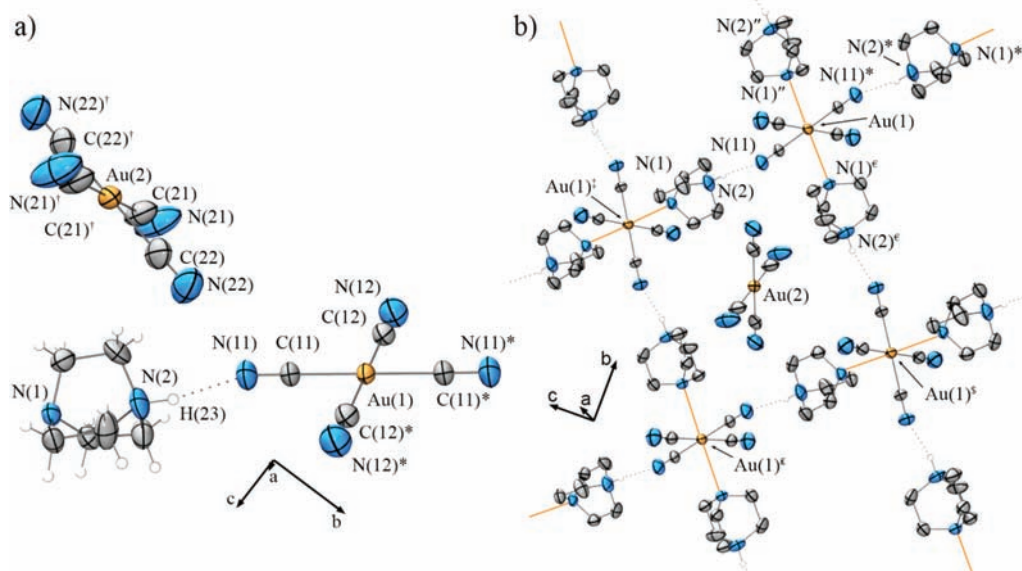 a)
N(22)†
C(22)†
Au(2)
C(21)
N(21)†
N(21)
C(21)†
C(22)
N(22)
N(12)
C(12)
N(11)
C(11)
N(11)*
N(1)
N(2)
Au(1)
C(11)*
H(23)
C(12)*
N(12)*
a
c
b
b)
N(2)″
N(2)*
N(1)*
N(11)*
N(1)″
Au(1)
N(1)
N(11)
Au(1)‡
N(2)
N(1)€
N(2)€
Au(2)
b
c
a
Au(1)$
Au(1)